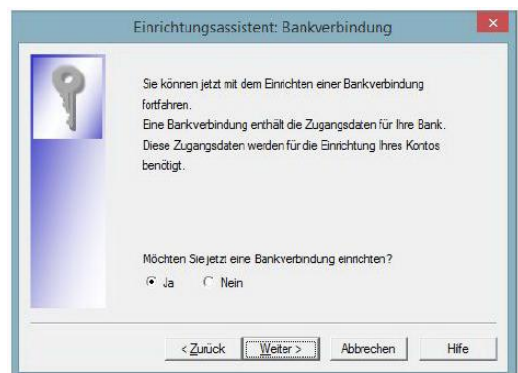 Einrichtungsassistent: Bankverbindung
Sie können jetzt mit dem Einrichten einer Bankverbindung
fortfahren.
Eine Bankverbindung enthält die Zugangsdaten für Ihre Bank.
Diese Zugangsdaten werden für die Einrichtung Ihres Kontos
benötigt.
Möchten Sie jetzt eine Bankverbindung einrichten?
Ja Nein
< Zurück Weiter > Abbrechen Hilfe